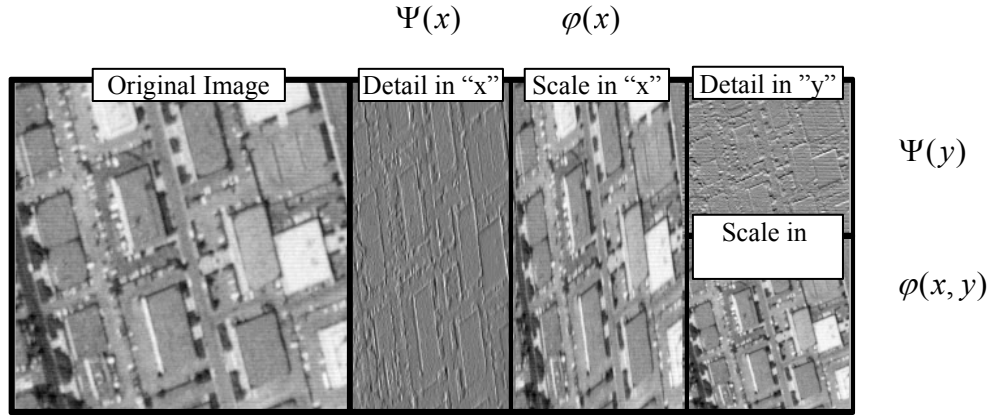 Ψ(x) φ(x)
Original Image Detail in “x” Scale in “x” Detail in ”y”
Ψ(y)
Scale in
φ(x, y)